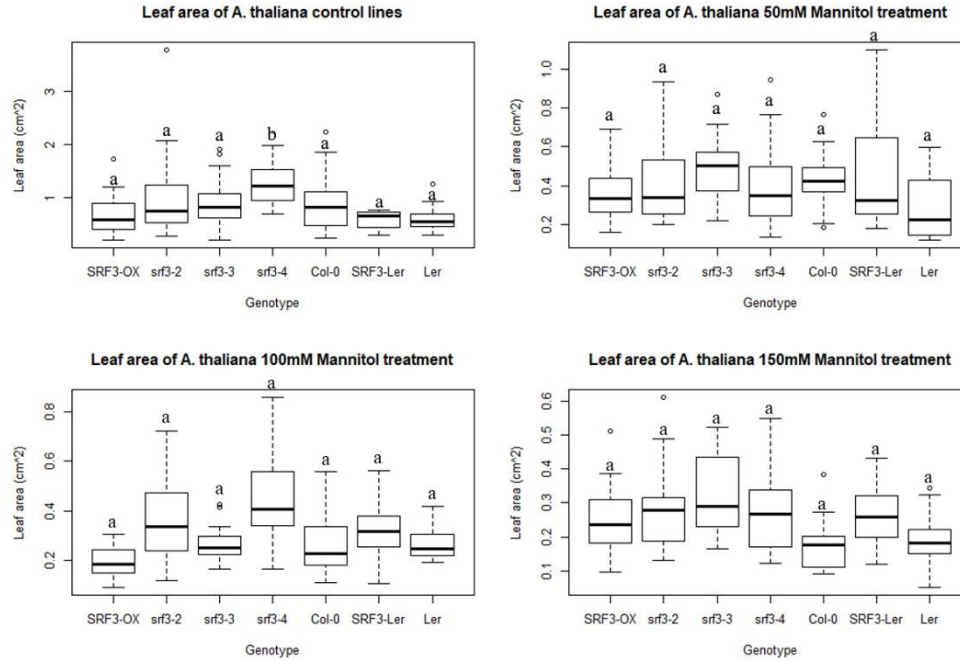 Leaf area of A. thaliana control lines
Leaf area (cm^2)
3
2
1
a
a
a
b
a
a
a
SRF3-OX srf3-2 srf3-3 srf3-4 Col-0 SRF3-Ler Ler
Genotype
Leaf area of A. thaliana 50mM Mannitol treatment
Leaf area (cm^2)
1.0
0.8
0.6
0.4
0.2
a
a
a
a
a
a
a
SRF3-OX srf3-2 srf3-3 srf3-4 Col-0 SRF3-Ler Ler
Genotype
Leaf area of A. thaliana 100mM Mannitol treatment
Leaf area (cm^2)
0.8
0.6
0.4
0.2
a
a
a
a
a
a
a
SRF3-OX srf3-2 srf3-3 srf3-4 Col-0 SRF3-Ler Ler
Genotype
Leaf area of A. thaliana 150mM Mannitol treatment
Leaf area (cm^2)
0.6
0.5
0.4
0.3
0.2
0.1
a
a
a
a
a
a
a
SRF3-OX srf3-2 srf3-3 srf3-4 Col-0 SRF3-Ler Ler
Genotype